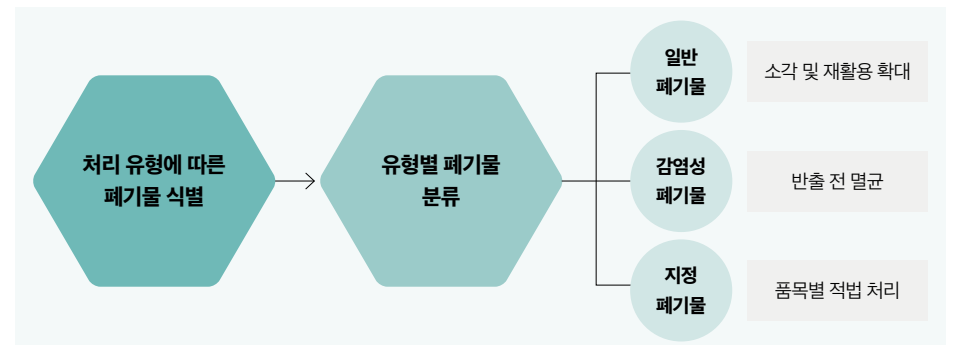 처리 유형에 따른
폐기물 식별
유형별 폐기물
분류
일반
폐기물
소각 및 재활용 확대
감염성
폐기물
반출 전 멸균
지정
폐기물
품목별 적법 처리